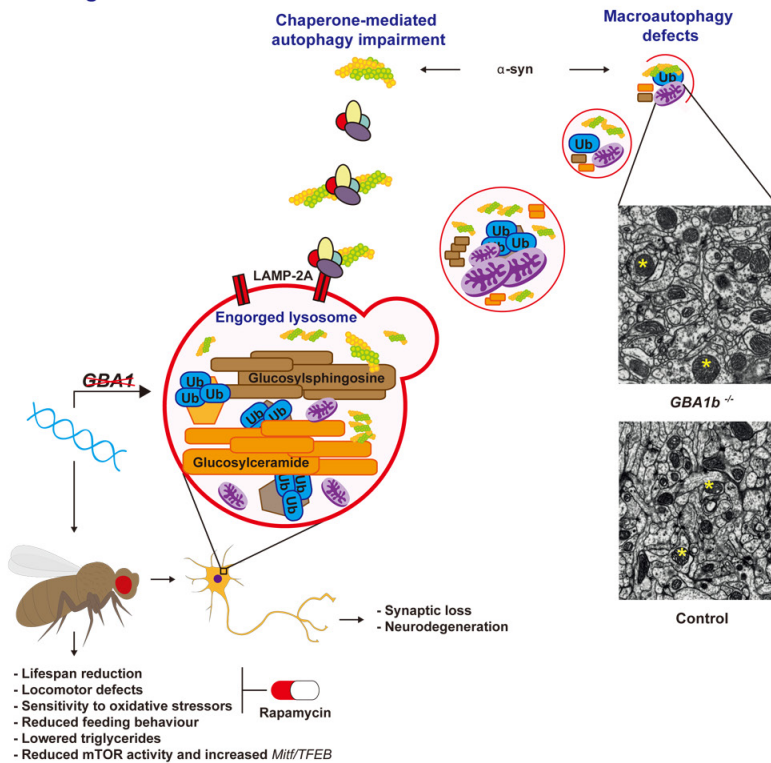 Chaperone-mediated
autophagy impairment
Macroautophagy
defects
α-syn
Ub
Ub
Ub
Ub
Ub
LAMP-2A
Engorged lysosome
GBA1
Ub
Ub
Ub
Glucosylsphingosine
Ub
Ub
Glucosylceramide
Ub
Ub
Ub
*
*
GBA1b -/-
*
*
Control
- Synaptic loss
- Neurodegeneration
- Lifespan reduction
- Locomotor defects
- Sensitivity to oxidative stressors
- Reduced feeding behaviour
- Lowered triglycerides
- Reduced mTOR activity and increased Mitf/TFEB
Rapamycin